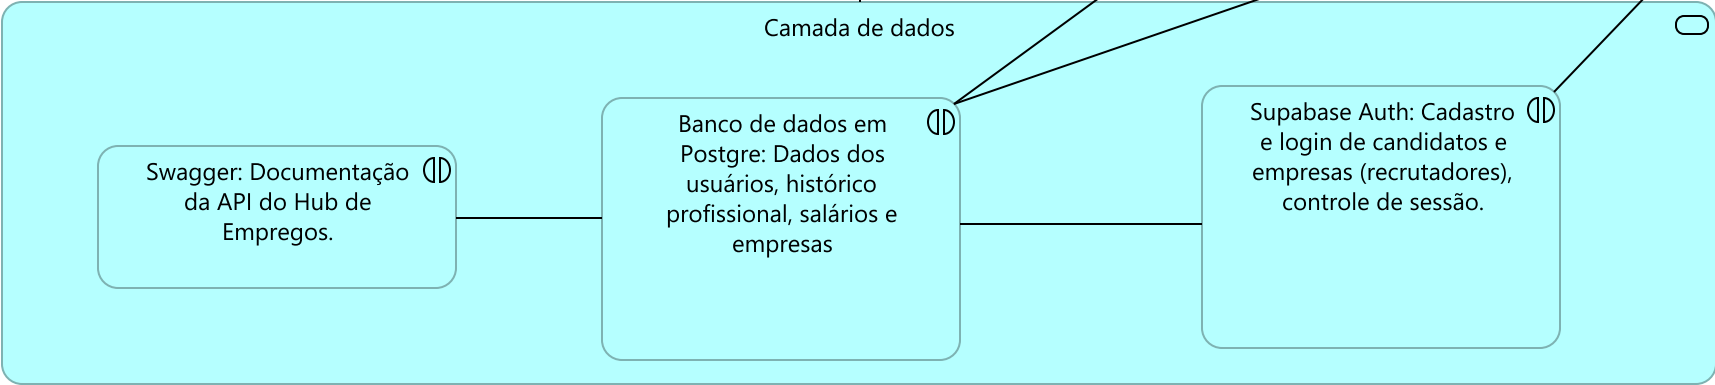 Camada de dados
Swagger: Documentação
da API do Hub de
Empregos.
Banco de dados em
Postgre: Dados dos
usuários, histórico
profissional, salários e
empresas
Supabase Auth: Cadastro
e login de candidatos e
empresas (recrutadores),
controle de sessão.